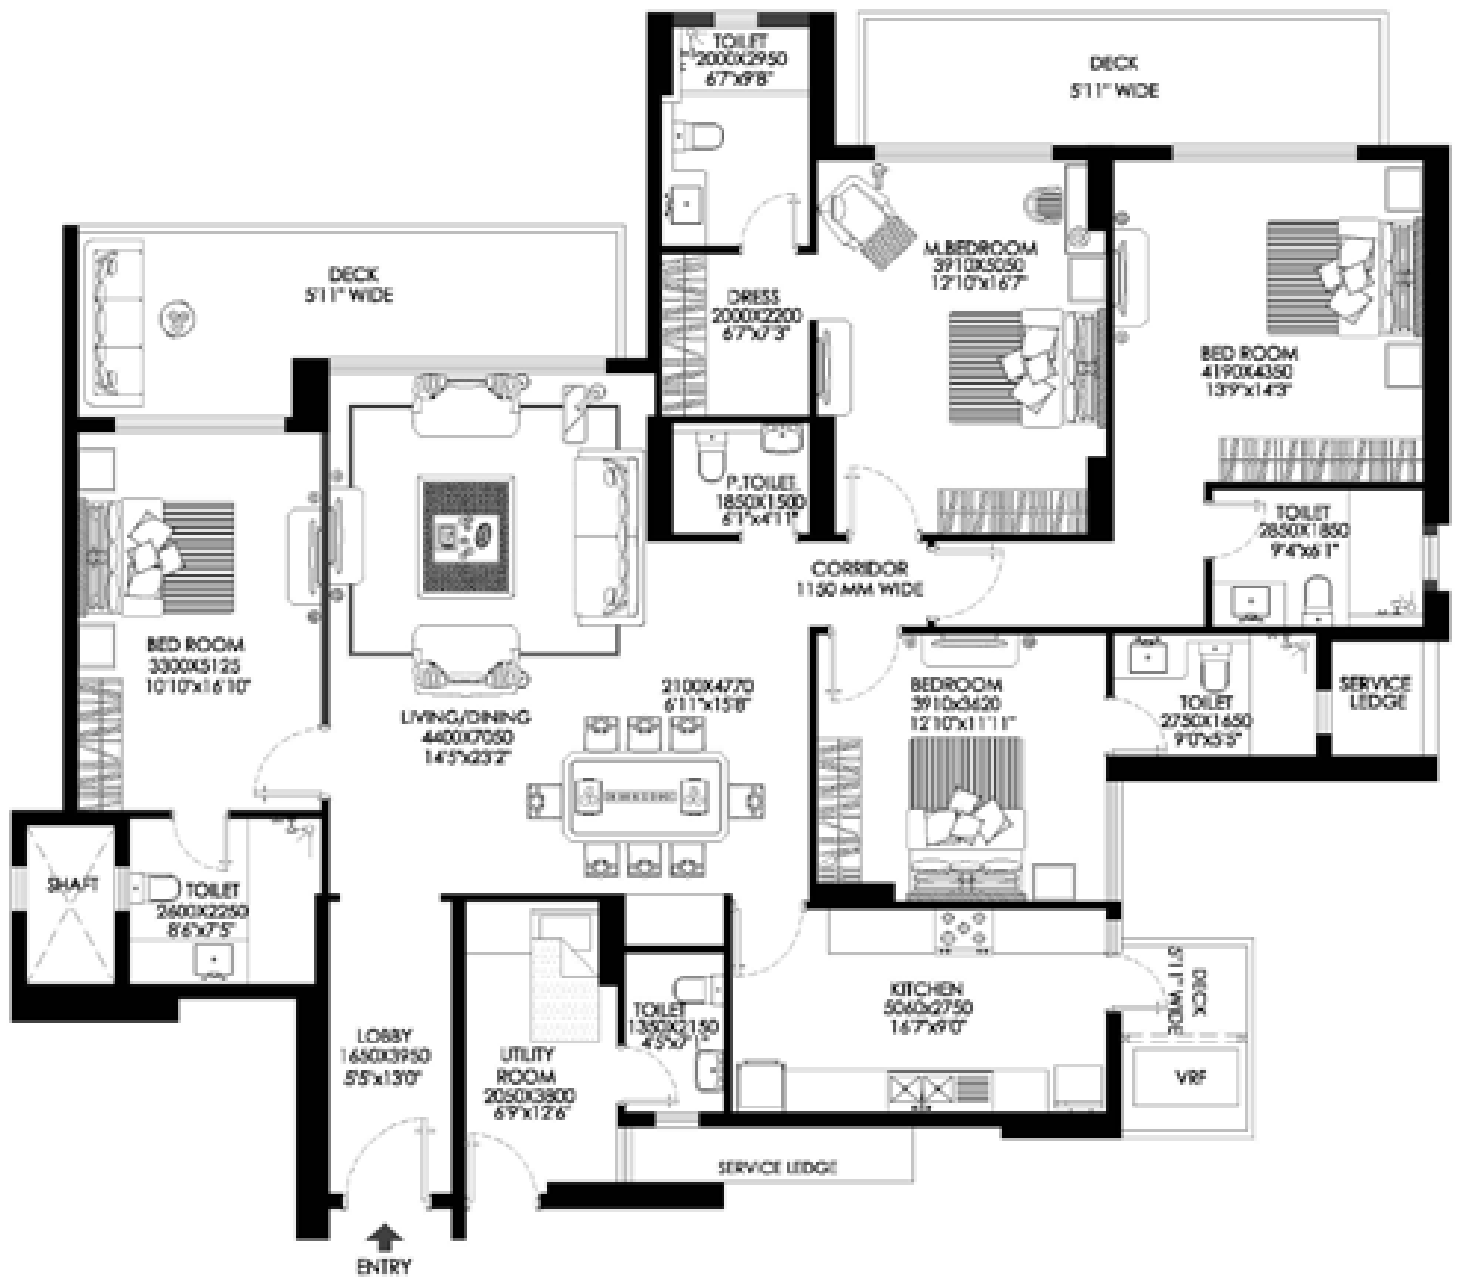 TOILET
2000X2950
6'7"x9'8"
DECK
5'11" WIDE
DECK
5'11" WIDE
M.BEDROOM
3910X5050
12'10"x16'7"
DRESS
2000X2200
6'7"x7'3"
BED ROOM
4190X4350
13'9"x14'3"
P.TOILET
1850X1500
6'1"x4'11"
TOILET
2850X1850
9'4"x6'1"
CORRIDOR
1150 MM WIDE
BED ROOM
3300X5125
10'10"x16'10"
2100X4770
6'11"x15'8"
LIVING/DINING
4400X7050
14'5"x23'2"
BEDROOM
3910x3620
12'10"x11'11"
TOILET
2750X1650
9'0"x5'5"
SERVICE
LEDGE
SHAFT
TOILET
2600X2250
8'6"x7'5"
LOBBY
1650X3950
5'5"x13'0"
UTILITY
ROOM
2050X3800
6'9"x12'6"
TOILET
1350X2150
KITCHEN
5060x2750
16'7"x9'0"
DECK
5'11" WIDE
VRF
SERVICE LEDGE
ENTRY